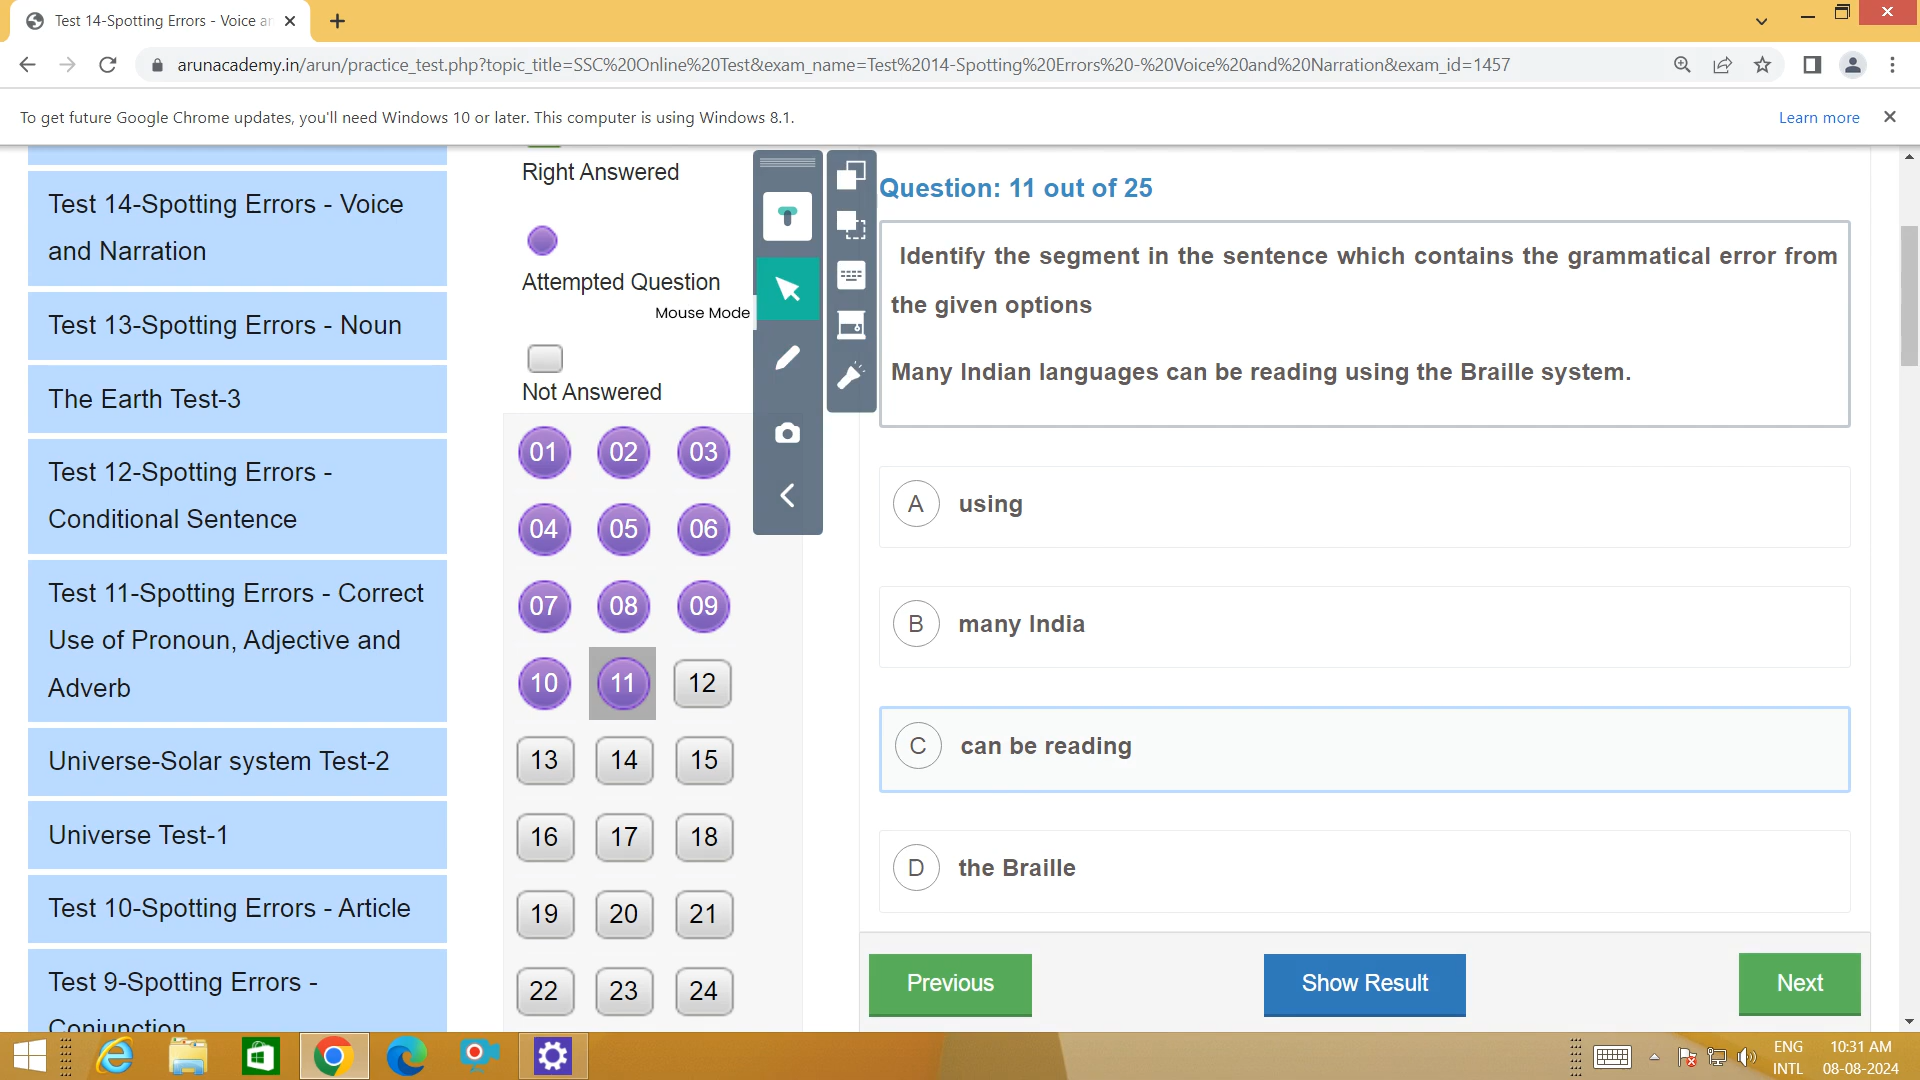 Test 14-Spotting Errors - Voice an
arunacademy.in/arun/practice_test.php?topic_title=SSC%20Online%20Test&exam_name=Test%2014-Spotting%20Errors%20-%20Voice%20and%20Narration&exam_id=1457
To get future Google Chrome updates, you'll need Windows 10 or later. This computer is using Windows 8.1.
Learn more
Test 14-Spotting Errors - Voice
and Narration
Test 13-Spotting Errors - Noun
The Earth Test-3
Test 12-Spotting Errors -
Conditional Sentence
Test 11-Spotting Errors - Correct
Use of Pronoun, Adjective and
Adverb
Universe-Solar system Test-2
Universe Test-1
Test 10-Spotting Errors - Article
Test 9-Spotting Errors -
Conjunction
Right Answered
Attempted Question
Mouse Mode
Not Answered
01 02 03
04 05 06
07 08 09
10 11 12
13 14 15
16 17 18
19 20 21
22 23 24
Question: 11 out of 25
Identify the segment in the sentence which contains the grammatical error from
the given options
Many Indian languages can be reading using the Braille system.
A using
B many India
C can be reading
D the Braille
Previous
Show Result
Next
ENG
INTL
10:31 AM
08-08-2024